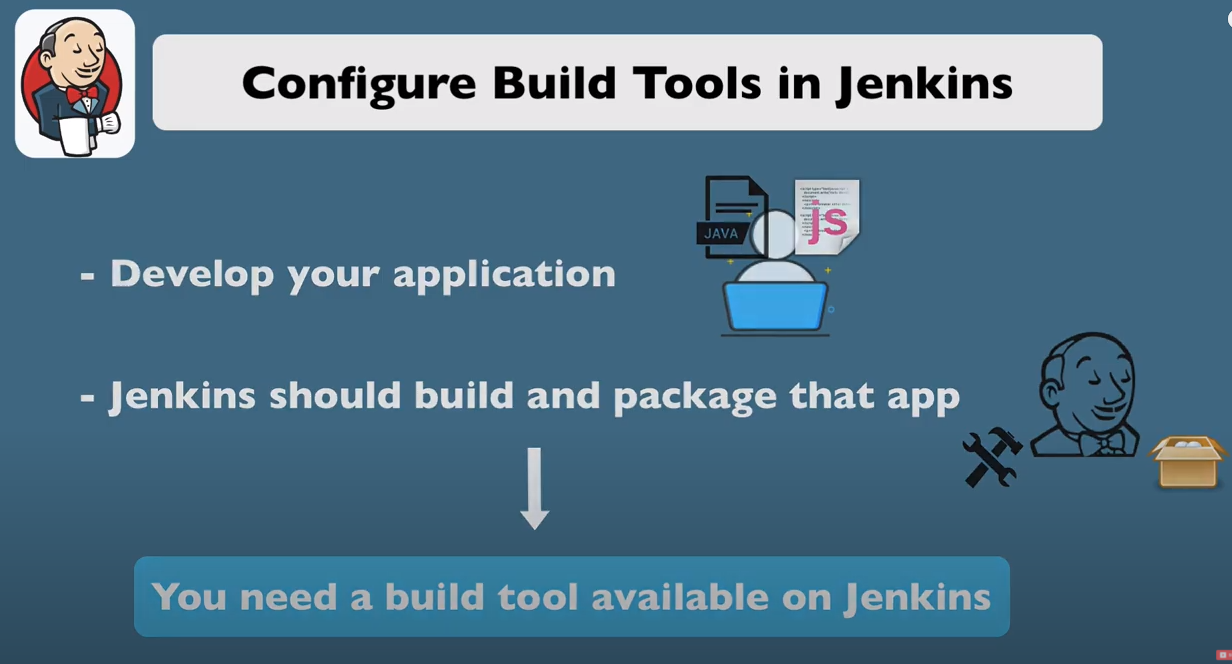 Configure Build Tools in Jenkins
JAVA
js
- Develop your application
- Jenkins should build and package that app
You need a build tool available on Jenkins